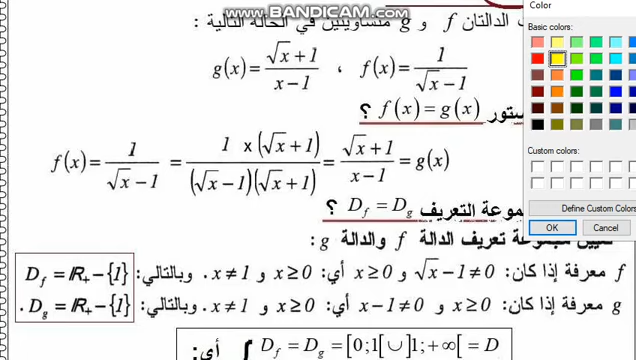 WWW.BANDICAM.COM
الدالتان f و g متساويتين في الحالة التالية :
g(x) = (√x+1)/(x−1) ، f(x) = 1/(√x−1)
f(x) = g(x) ؟
f(x) = 1/(√x−1) = 1×(√x+1)/((√x−1)(√x+1)) = (√x+1)/(x−1) = g(x)
التعريف D_f = D_g ؟
تعريف الدالة f والدالة g:
f معرفة إذا كان: √x−1≠0 و x≥0 أي: x≥0 و x≠1. وبالتالي: D_f = IR₊−{1}
g معرفة إذا كان: x≥0 و x−1≠0 أي: x≥0 و x≠1. وبالتالي: D_g = IR₊−{1} .
أي: D_f = D_g = [0;1[∪]1;+∞[ = D
Color
Basic colors:
Custom colors:
Define Custom Colors
OK
Cancel